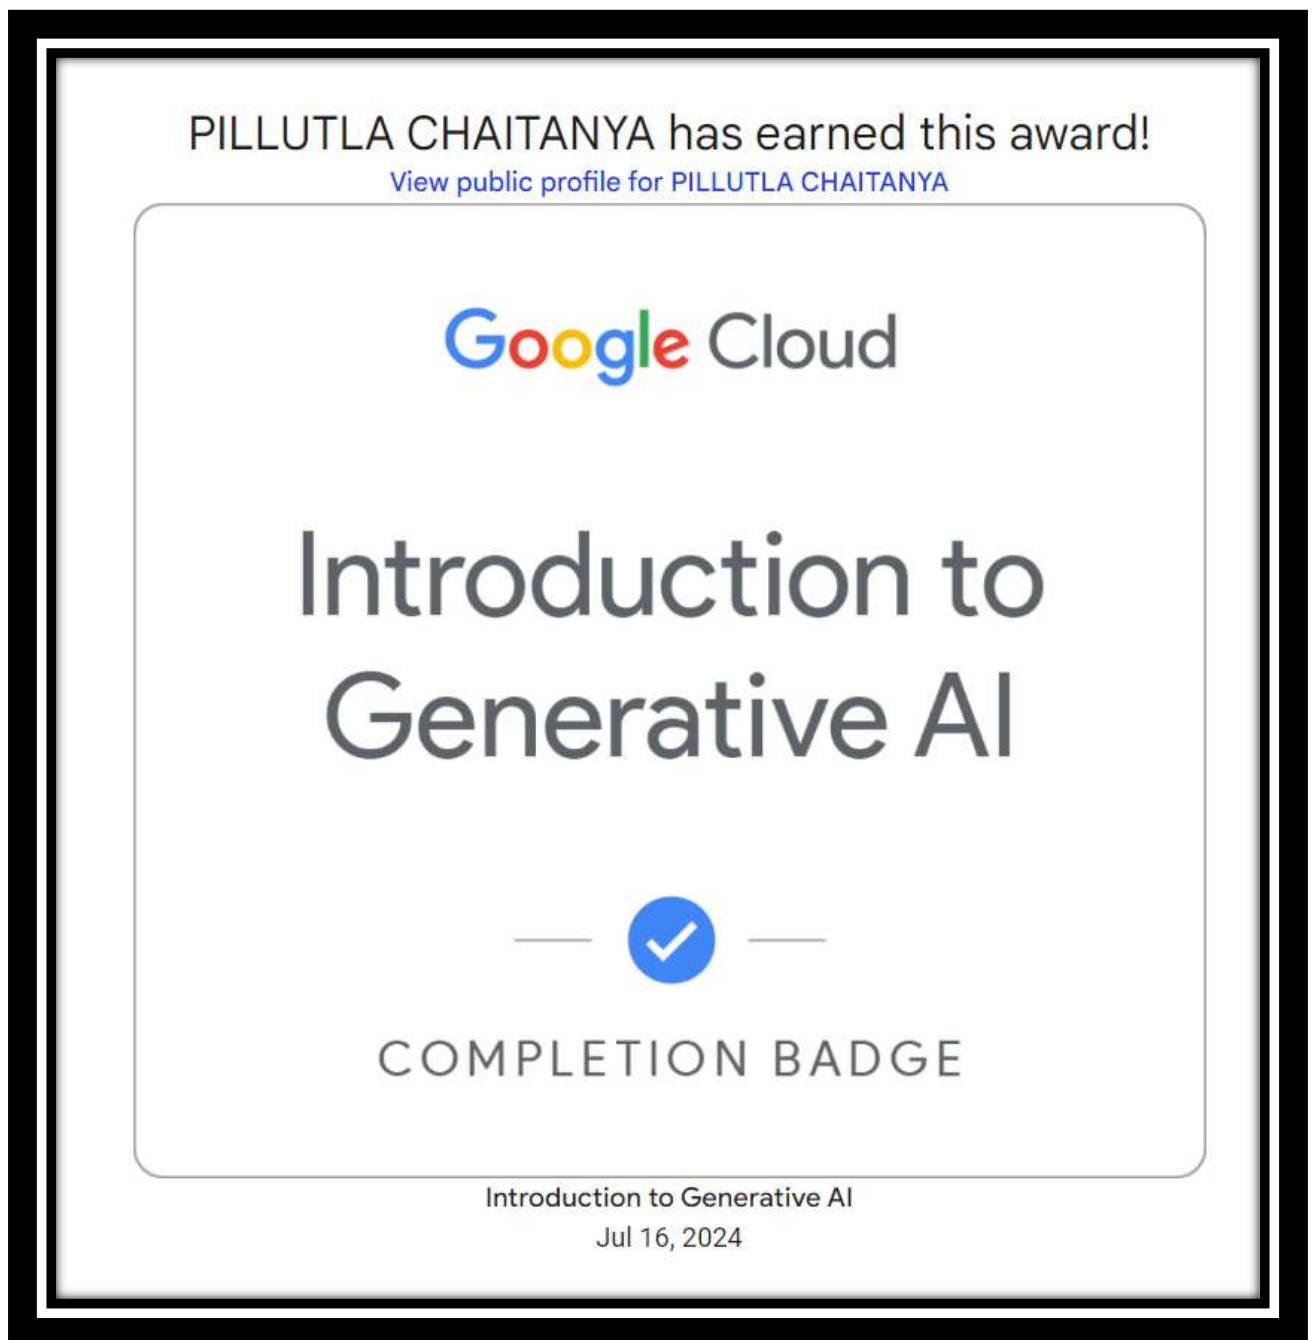 PILLUTLA CHAITANYA has earned this award!
View public profile for PILLUTLA CHAITANYA
Google Cloud
Introduction to
Generative AI
COMPLETION BADGE
Introduction to Generative AI
Jul 16, 2024